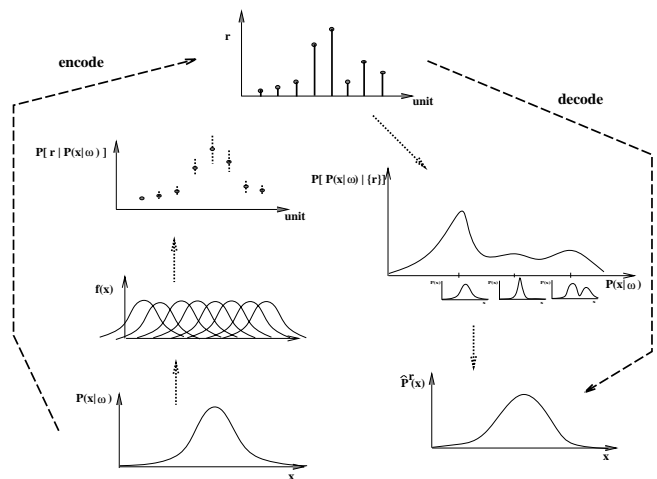 r
unit
encode
decode
P[ r | P(x|ω) ]
unit
P[ P(x|ω) | {r}]
P(x|ω)
P(x)
x
P(x)
x
P(x)
x
f(x)
P(x|ω)
x
P̂ʳ(x)
x